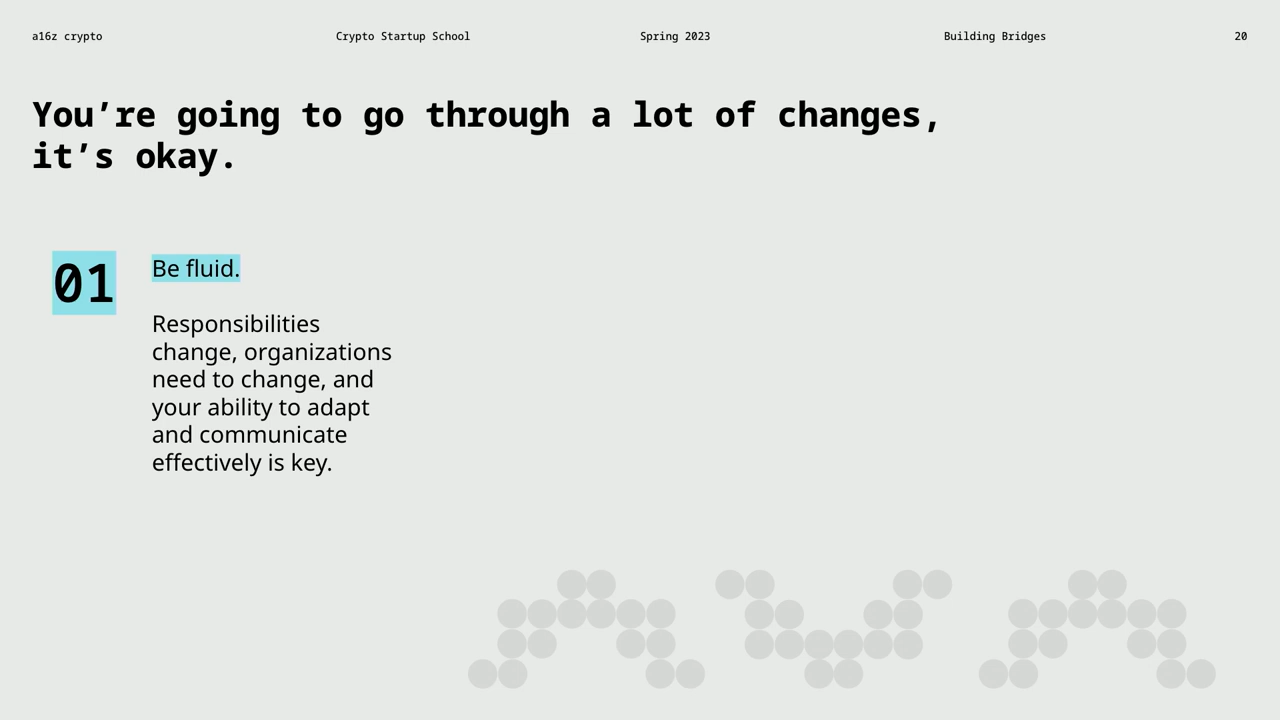 a16z crypto
Crypto Startup School
Spring 2023
Building Bridges
20
You’re going to go through a lot of changes,
it’s okay.
01
Be fluid.
Responsibilities
change, organizations
need to change, and
your ability to adapt
and communicate
effectively is key.